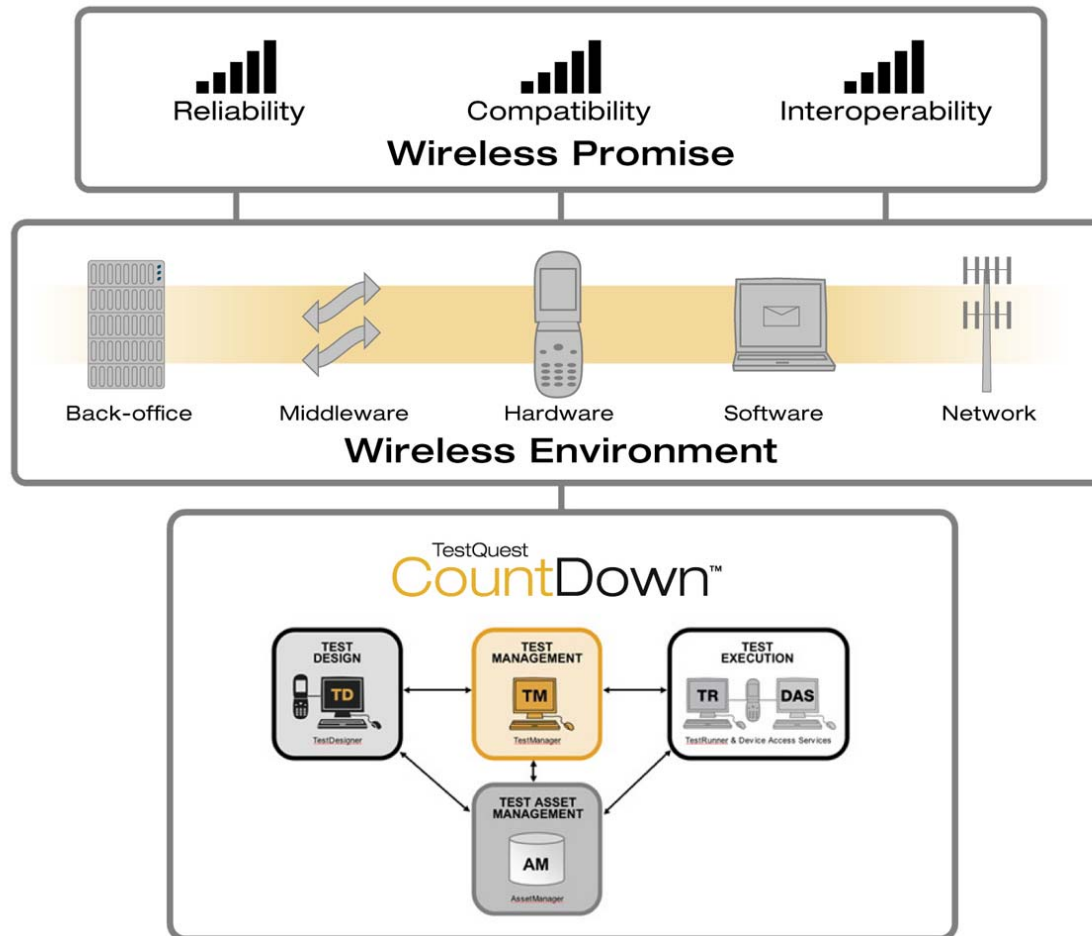 Reliability
Compatibility
Interoperability
Wireless Promise
Back-office
Middleware
Hardware
Software
Network
Wireless Environment
TestQuest
CountDown™
TEST
DESIGN
TD
TestDesigner
TEST
MANAGEMENT
TM
TestManager
TEST
EXECUTION
TR
DAS
TestRunner & Device Access Services
TEST ASSET
MANAGEMENT
AM
AssetManager